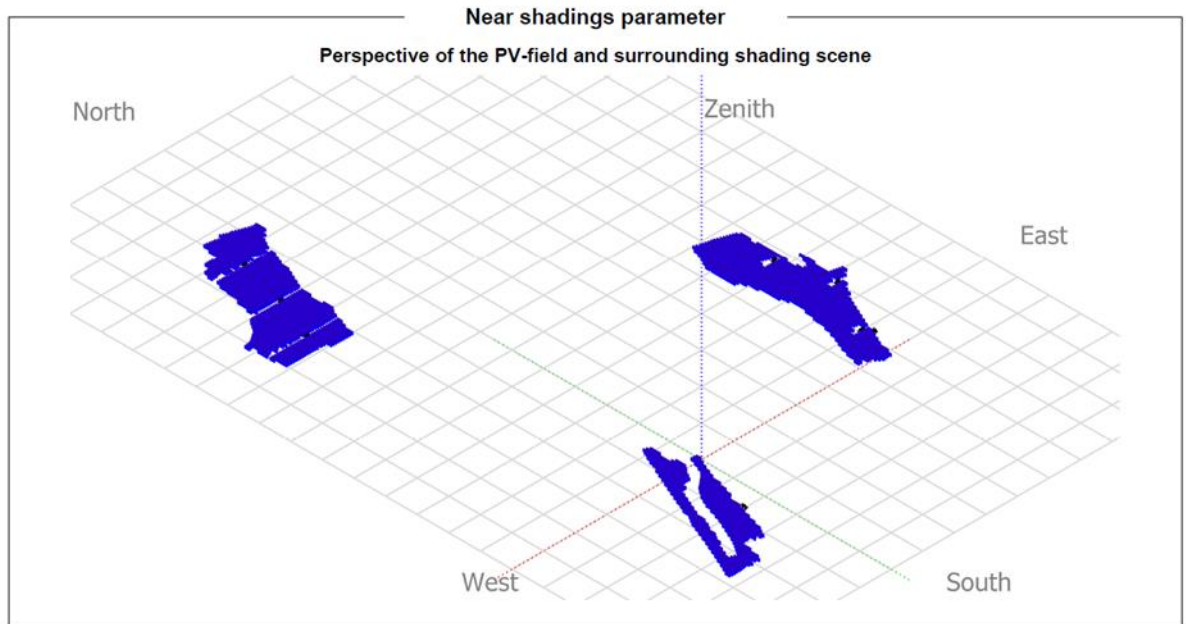 Near shadings parameter
Perspective of the PV-field and surrounding shading scene
North
Zenith
East
West
South